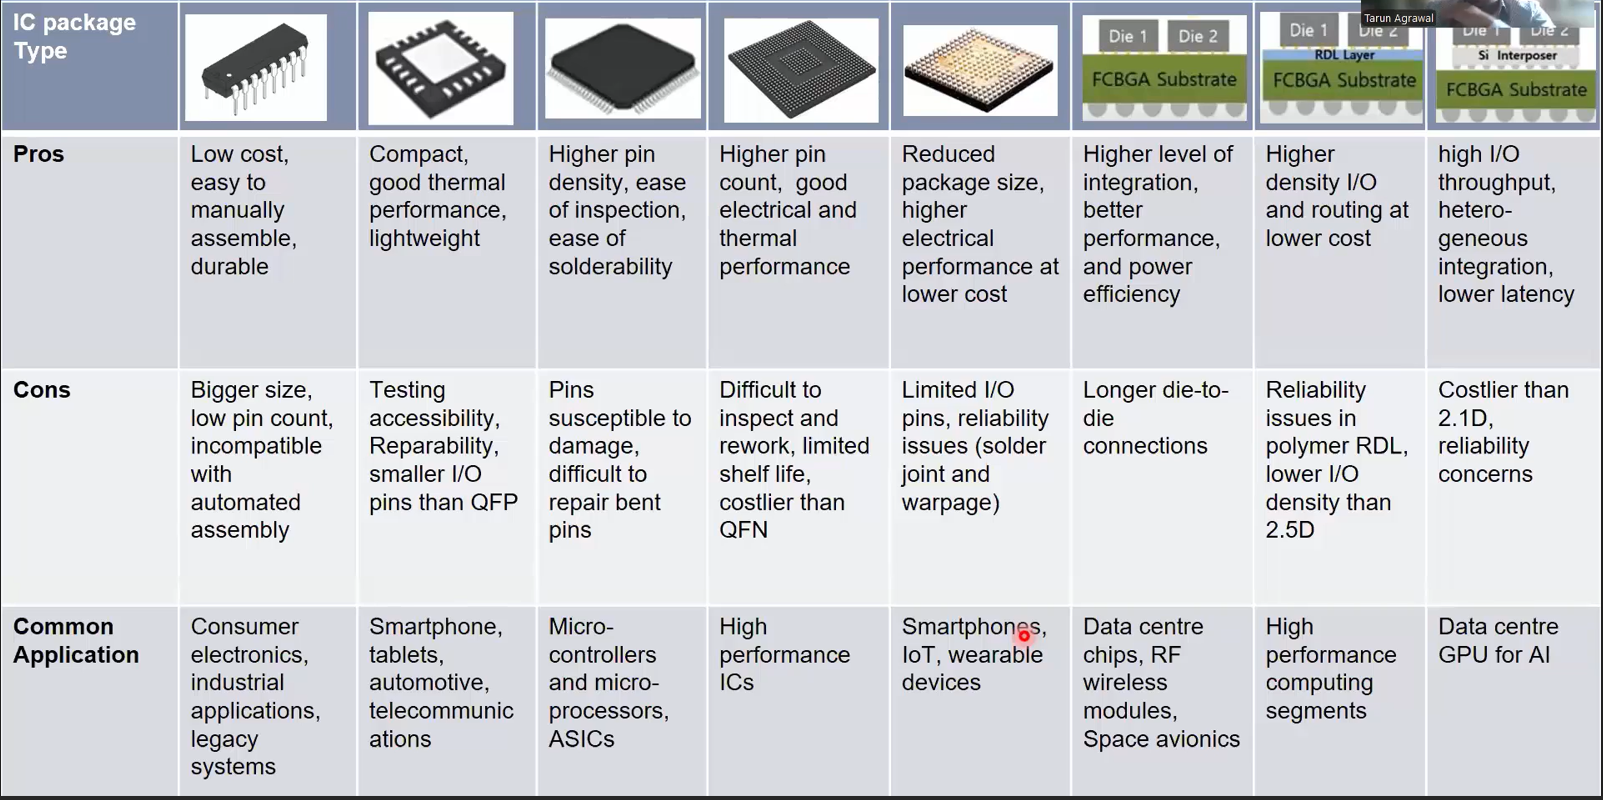 IC package
Type
Die 1 Die 2
FCBGA Substrate
Die 1 Die 2
RDL Layer
FCBGA Substrate
Tarun Agrawal
Die 1 Die 2
Si Interposer
FCBGA Substrate
Pros
Low cost,
easy to
manually
assemble,
durable
Compact,
good thermal
performance,
lightweight
Higher pin
density, ease
of inspection,
ease of
solderability
Higher pin
count, good
electrical and
thermal
performance
Reduced
package size,
higher
electrical
performance at
lower cost
Higher level of
integration,
better
performance,
and power
efficiency
Higher
density I/O
and routing at
lower cost
high I/O
throughput,
hetero-
geneous
integration,
lower latency
Cons
Bigger size,
low pin count,
incompatible
with
automated
assembly
Testing
accessibility,
Reparability,
smaller I/O
pins than QFP
Pins
susceptible to
damage,
difficult to
repair bent
pins
Difficult to
inspect and
rework, limited
shelf life,
costlier than
QFN
Limited I/O
pins, reliability
issues (solder
joint and
warpage)
Longer die-to-
die
connections
Reliability
issues in
polymer RDL,
lower I/O
density than
2.5D
Costlier than
2.1D,
reliability
concerns
Common
Application
Consumer
electronics,
industrial
applications,
legacy
systems
Smartphone,
tablets,
automotive,
telecommunic
ations
Micro-
controllers
and micro-
processors,
ASICs
High
performance
ICs
Smartphones,
IoT, wearable
devices
Data centre
chips, RF
wireless
modules,
Space avionics
High
performance
computing
segments
Data centre
GPU for AI